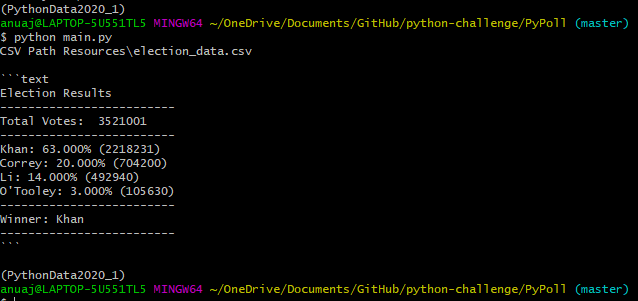 (PythonData2020_1)
anuaj@LAPTOP-5U551TL5 MINGW64 ~/OneDrive/Documents/GitHub/python-challenge/PyPoll (master)
$ python main.py
CSV Path Resources\election_data.csv
```text
Election Results
-------------------------
Total Votes:  3521001
-------------------------
Khan: 63.000% (2218231)
Correy: 20.000% (704200)
Li: 14.000% (492940)
O'Tooley: 3.000% (105630)
-------------------------
Winner: Khan
-------------------------
```
(PythonData2020_1)
anuaj@LAPTOP-5U551TL5 MINGW64 ~/OneDrive/Documents/GitHub/python-challenge/PyPoll (master)
$